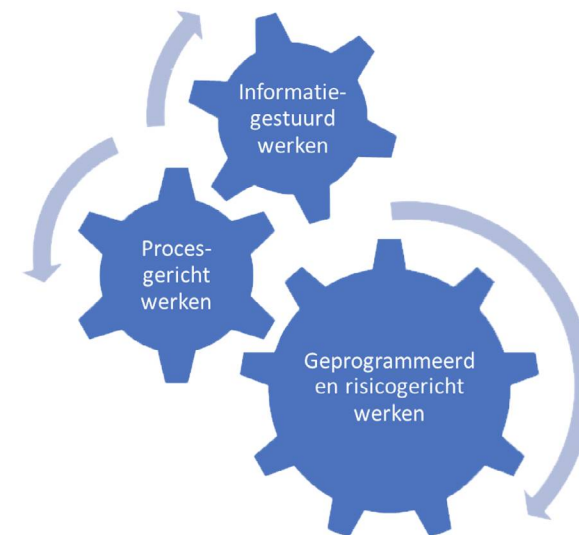 Informatie-
gestuurd
werken
Proces-
gericht
werken
Geprogrammeerd
en risicogericht
werken